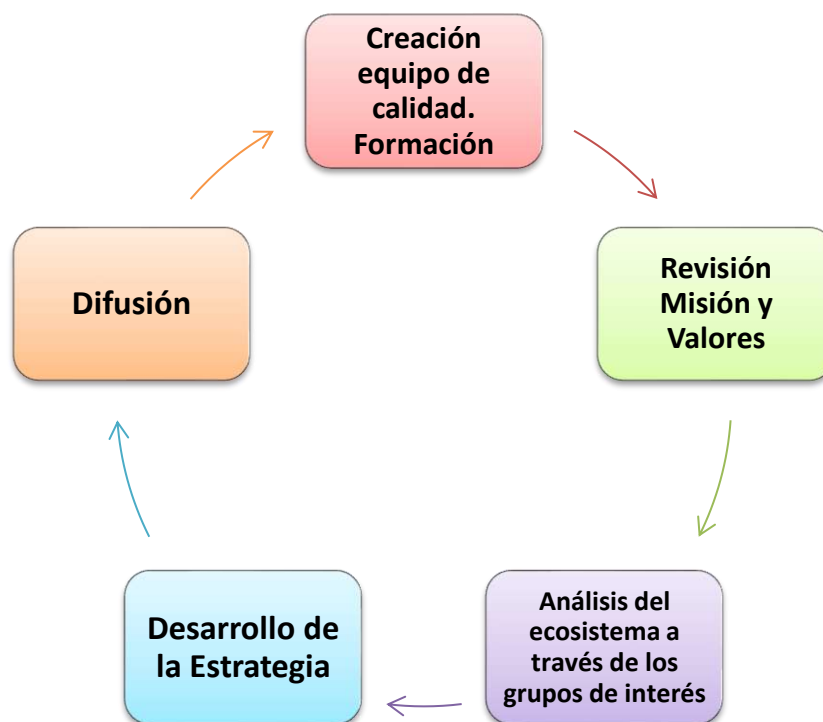 Creación
equipo de
calidad.
Formación
Revisión
Misión y
Valores
Análisis del
ecosistema a
través de los
grupos de interés
Desarrollo de
la Estrategia
Difusión